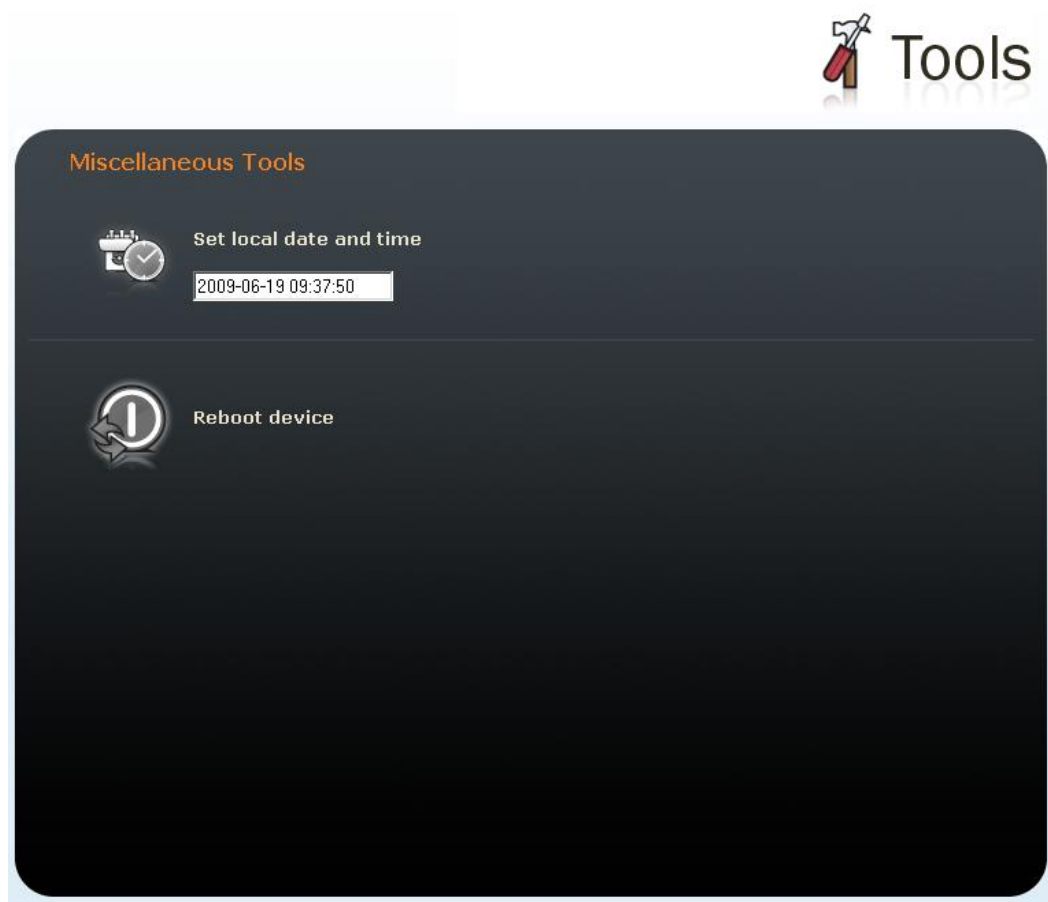 Tools
Miscellaneous Tools
Set local date and time
2009-06-19 09:37:50
Reboot device